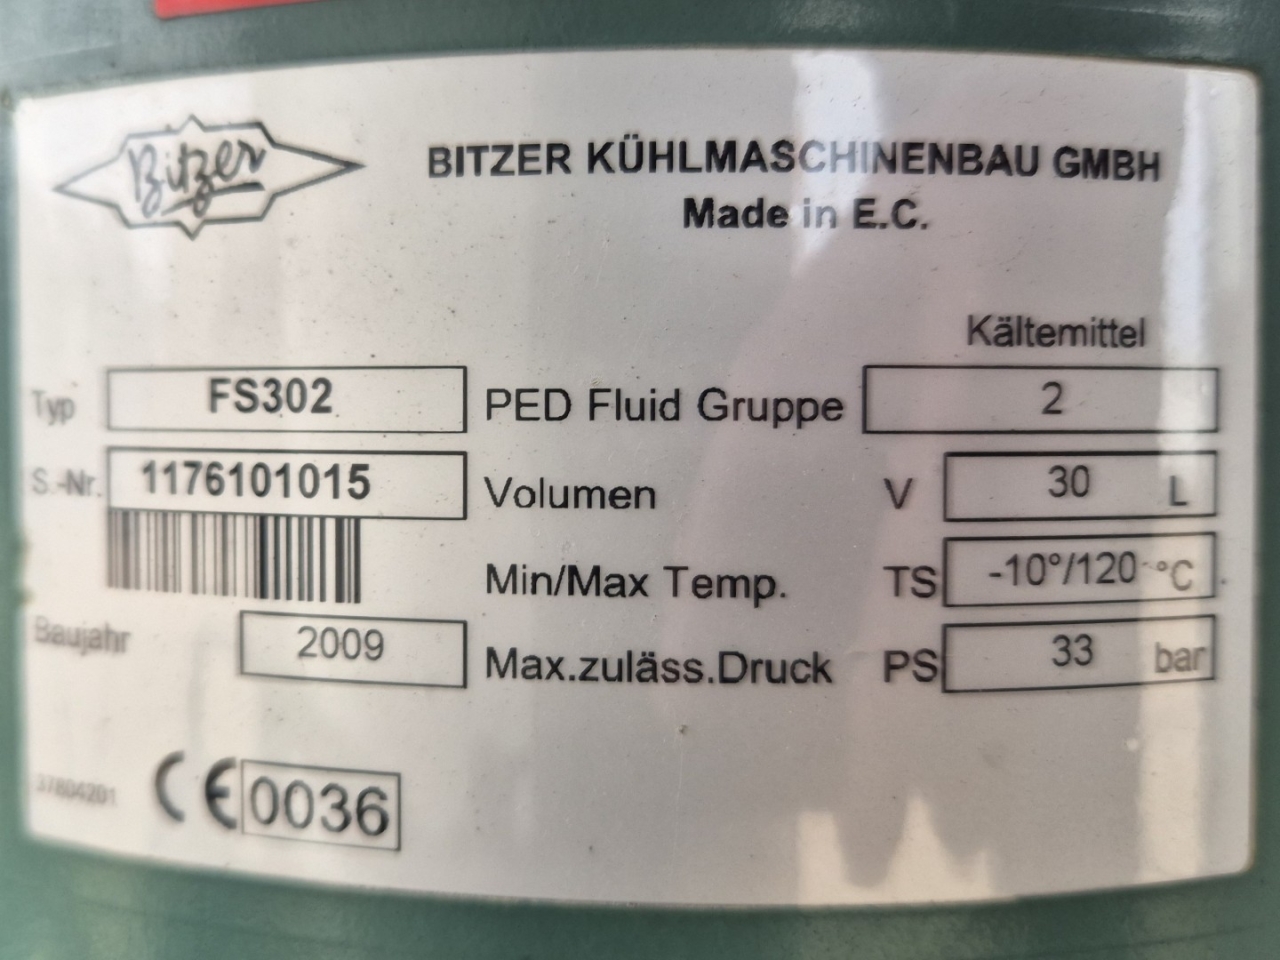 Bitzer
BITZER KÜHLMASCHINENBAU GMBH
Made in E.C.
Kältemittel
Typ FS302 PED Fluid Gruppe 2
S.-Nr. 1176101015 Volumen V 30 L
Min/Max Temp. TS -10°/120 °C
Baujahr 2009 Max.zuläss.Druck PS 33 bar
37804201 CE 0036